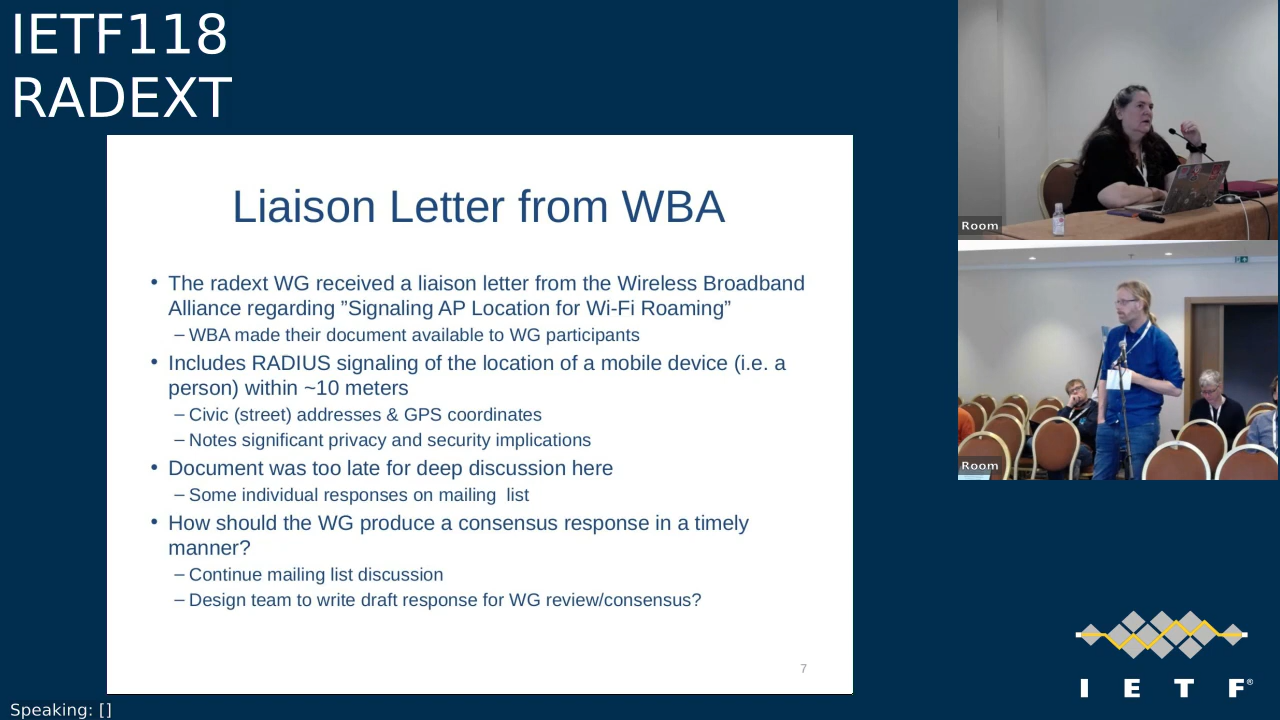 IETF118
RADEXT
Liaison Letter from WBA
• The radext WG received a liaison letter from the Wireless Broadband
Alliance regarding ”Signaling AP Location for Wi-Fi Roaming”
– WBA made their document available to WG participants
• Includes RADIUS signaling of the location of a mobile device (i.e. a
person) within ~10 meters
– Civic (street) addresses & GPS coordinates
– Notes significant privacy and security implications
• Document was too late for deep discussion here
– Some individual responses on mailing  list
• How should the WG produce a consensus response in a timely
manner?
– Continue mailing list discussion
– Design team to write draft response for WG review/consensus?
7
Room
Room
I E T F®
Speaking: []